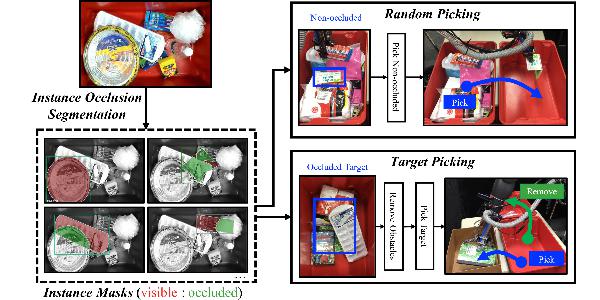 Random Picking
Non-occluded
Pick Non-occluded
Pick
Instance Occlusion
Segmentation
Target Picking
Occluded Target
Remove Obstacles
Pick Target
Remove
Pick
...
Instance Masks (visible : occluded)